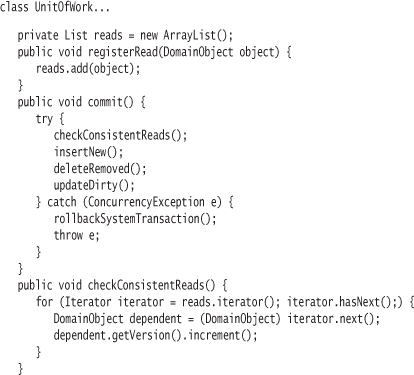 class UnitOfWork...
private List reads = new ArrayList();
public void registerRead(DomainObject object) {
reads.add(object);
}
public void commit() {
try {
checkConsistentReads();
insertNew();
deleteRemoved();
updateDirty();
} catch (ConcurrencyException e) {
rollbackSystemTransaction();
throw e;
}
}
public void checkConsistentReads() {
for (Iterator iterator = reads.iterator(); iterator.hasNext();) {
DomainObject dependent = (DomainObject) iterator.next();
dependent.getVersion().increment();
}
}